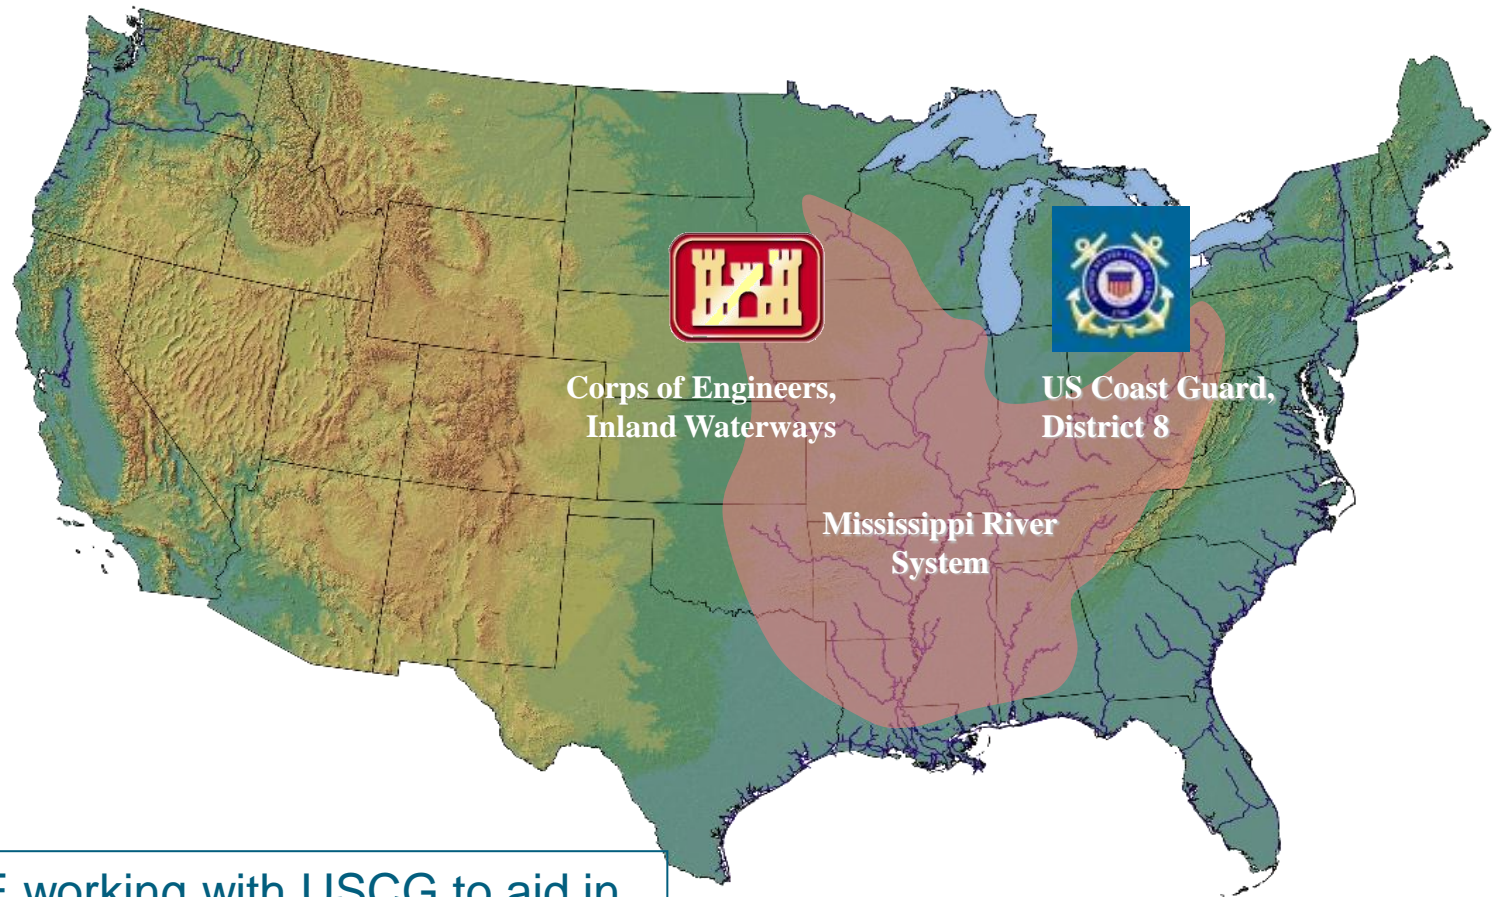 Corps of Engineers,
Inland Waterways
US Coast Guard,
District 8
Mississippi River
System
working with USCG to aid in